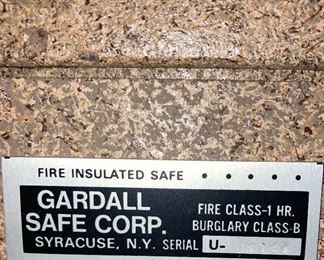 FIRE INSULATED SAFE • • • • •
GARDALL FIRE CLASS-1 HR.
SAFE CORP. BURGLARY CLASS-B
SYRACUSE, N.Y. SERIAL U-